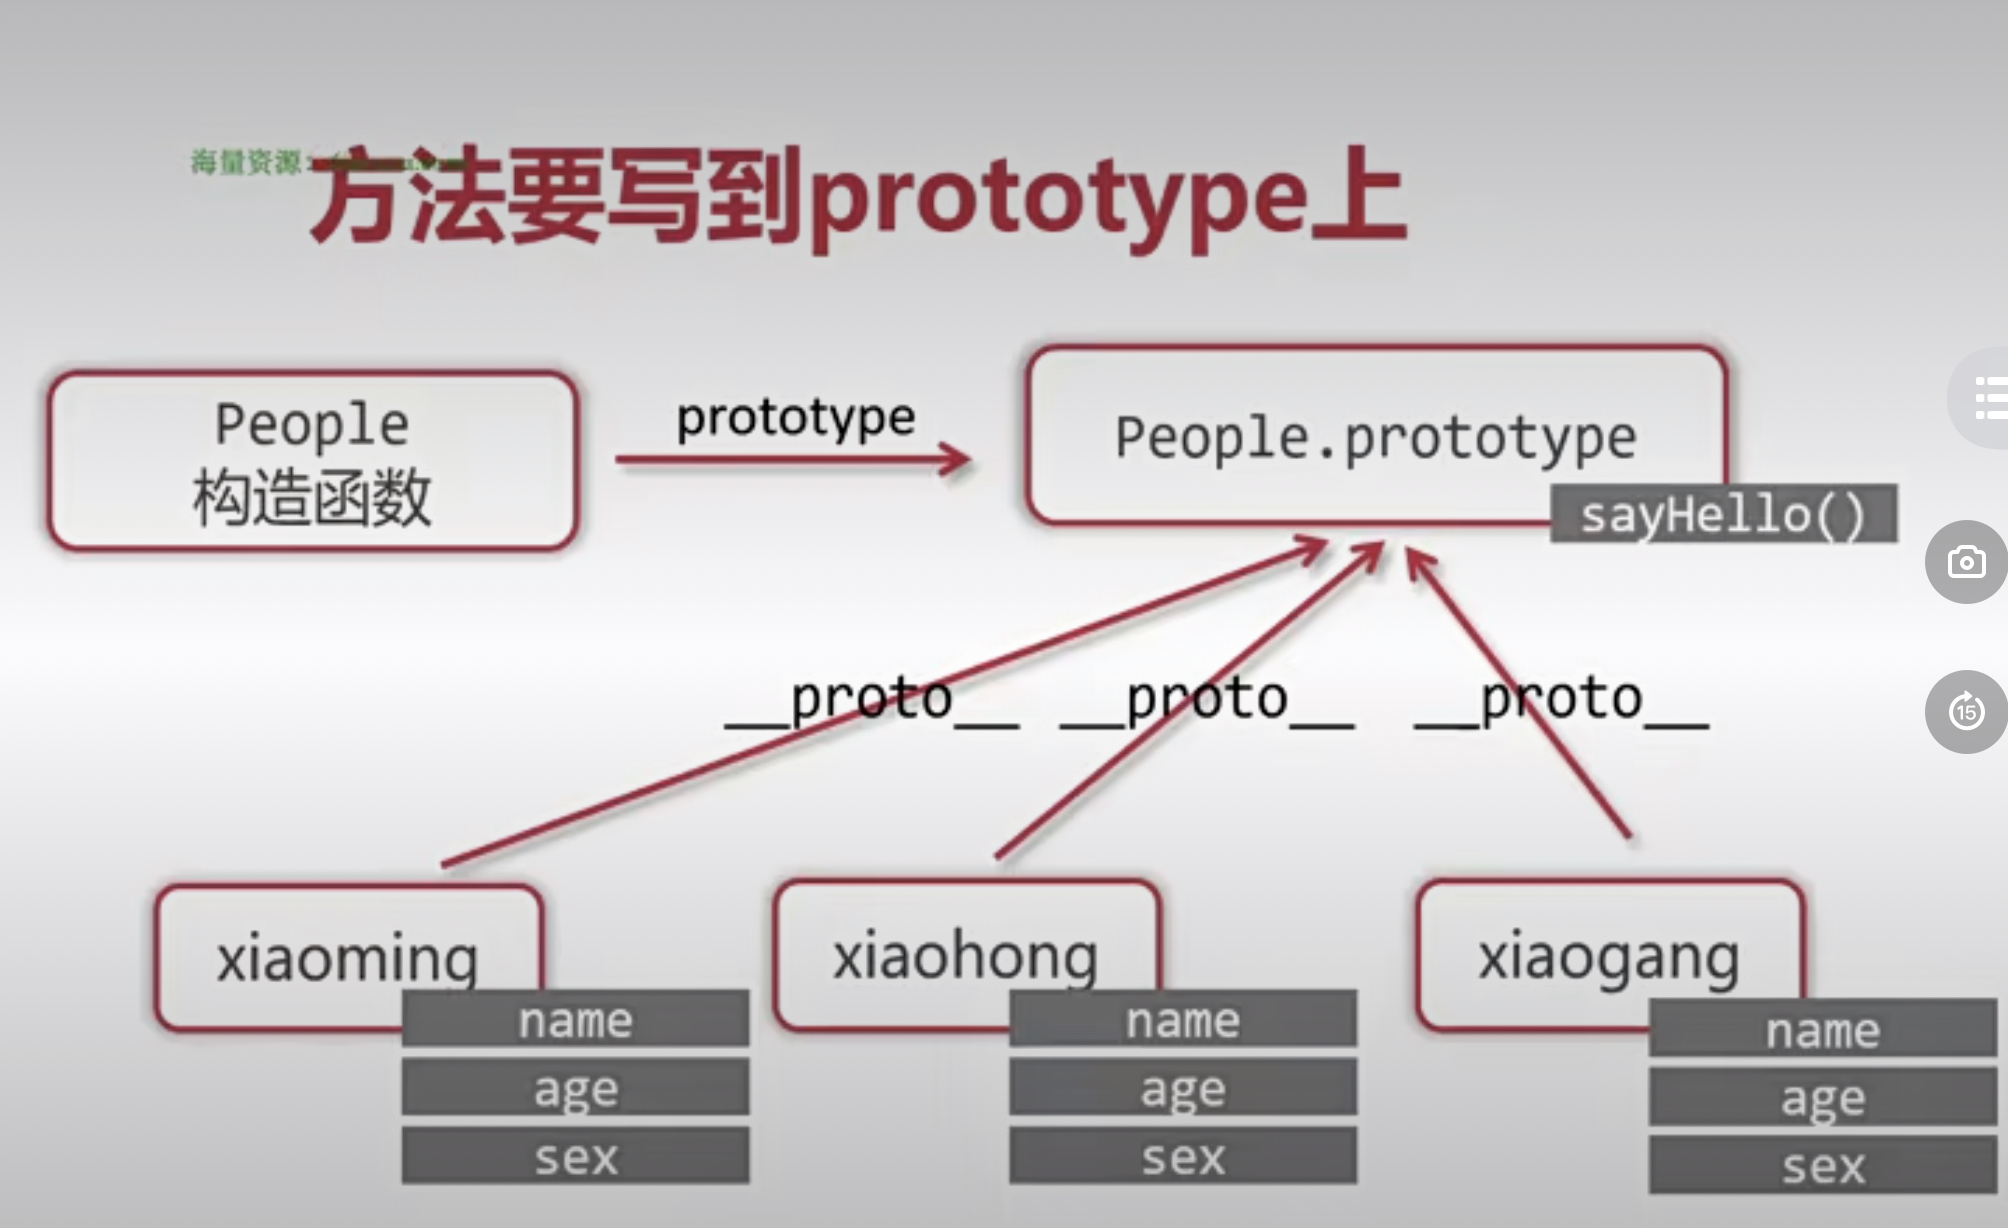 海量资源：
方法要写到prototype上
People
构造函数
prototype
People.prototype
sayHello()
__proto__ __proto__ __proto__
xiaoming
name
age
sex
xiaohong
name
age
sex
xiaogang
name
age
sex
15